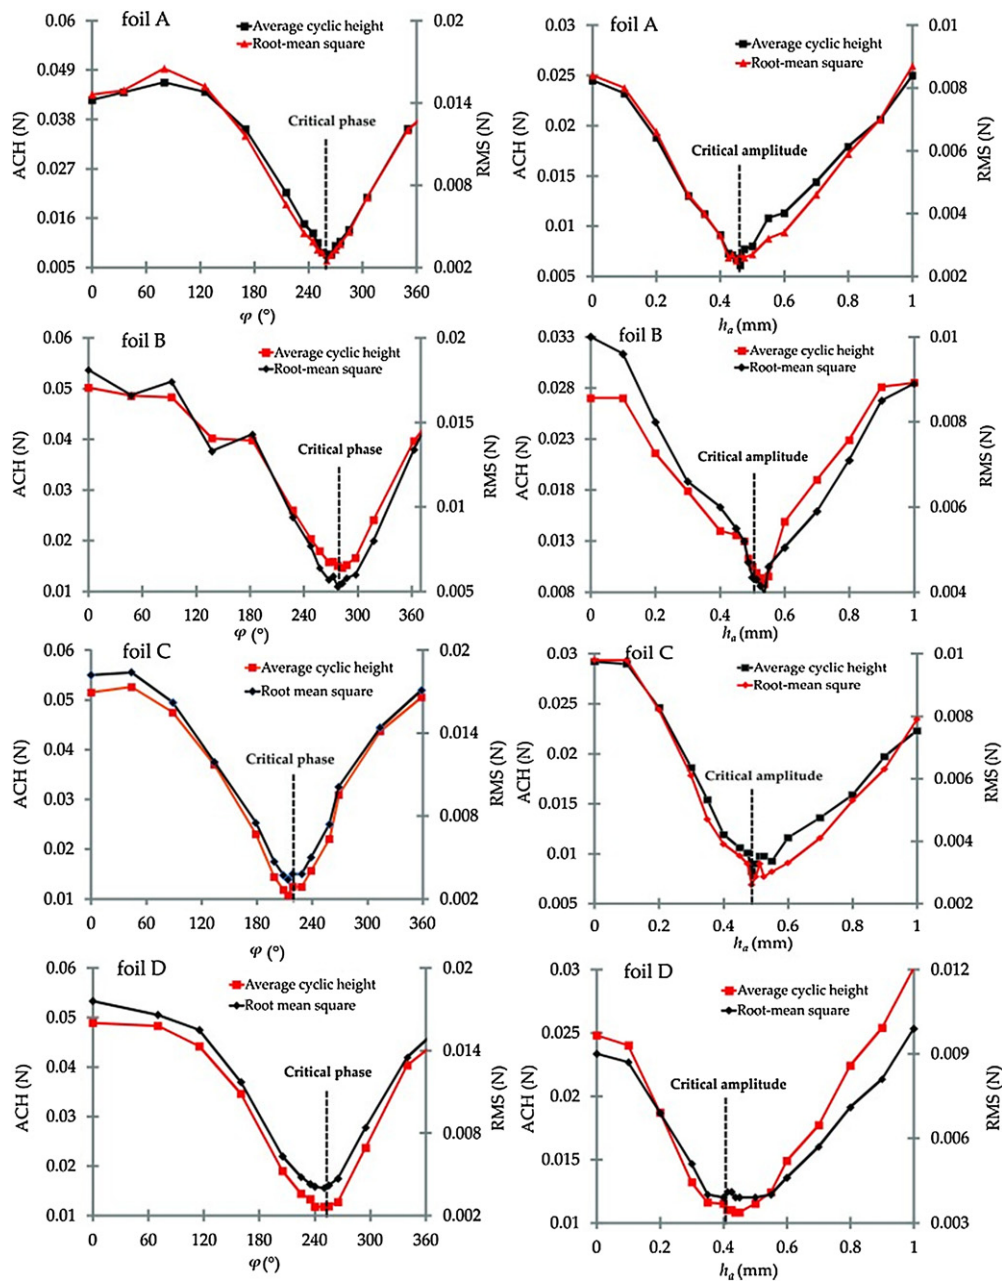 foil A
Average cyclic height
Root-mean square
Critical phase
ACH (N)
0.06
0.049
0.038
0.027
0.016
0.005
RMS (N)
0.02
0.014
0.008
0.002
0 60 120 180 240 300 360
φ (°)
foil A
Average cyclic height
Root-mean square
Critical amplitude
ACH (N)
0.03
0.025
0.02
0.015
0.01
0.005
RMS (N)
0.01
0.008
0.006
0.004
0.002
0 0.2 0.4 0.6 0.8 1
ha (mm)
foil B
Average cyclic height
Root-mean square
Critical phase
ACH (N)
0.06
0.05
0.04
0.03
0.02
0.01
RMS (N)
0.02
0.015
0.01
0.005
0 60 120 180 240 300 360
φ (°)
foil B
Average cyclic height
Root-mean square
Critical amplitude
ACH (N)
0.033
0.028
0.023
0.018
0.013
0.008
RMS (N)
0.01
0.008
0.006
0.004
0 0.2 0.4 0.6 0.8 1
ha (mm)
foil C
Average cyclic height
Root mean square
Critical phase
ACH (N)
0.06
0.05
0.04
0.03
0.02
0.01
RMS (N)
0.02
0.014
0.008
0.002
0 60 120 180 240 300 360
φ (°)
foil C
Average cyclic height
Root-mean squre
Critical amplitude
ACH (N)
0.03
0.025
0.02
0.015
0.01
0.005
RMS (N)
0.01
0.008
0.006
0.004
0.002
0 0.2 0.4 0.6 0.8 1
ha (mm)
foil D
Average cyclic height
Root mean square
Critical phase
ACH (N)
0.06
0.05
0.04
0.03
0.02
0.01
RMS (N)
0.02
0.014
0.008
0.002
0 60 120 180 240 300 360
φ (°)
foil D
Average cyclic height
Root-mean square
Critical amplitude
ACH (N)
0.03
0.025
0.02
0.015
0.01
RMS (N)
0.012
0.009
0.006
0.003
0 0.2 0.4 0.6 0.8 1
ha (mm)